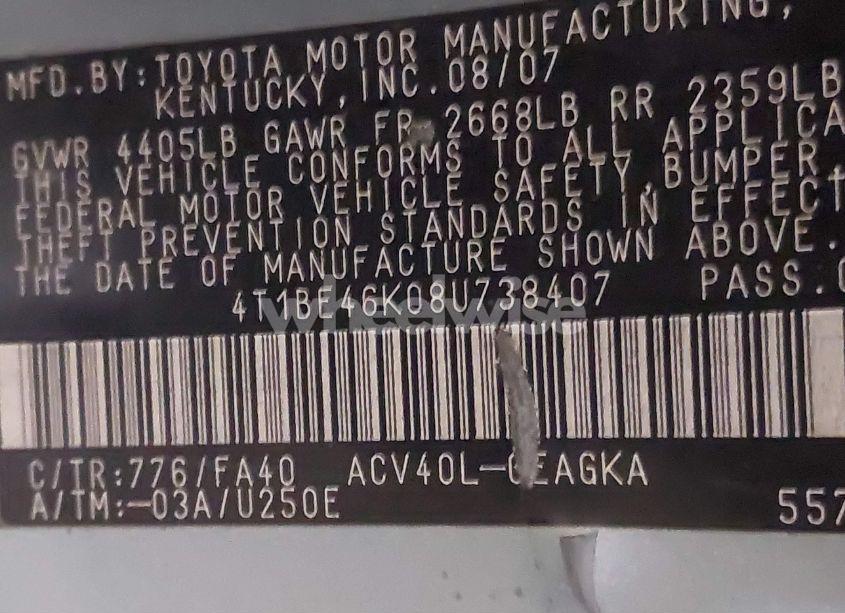 MFD.BY:TOYOTA MOTOR MANUFACTURING,
KENTUCKY, INC.08/07
GVWR 4405LB GAWR FR 2668LB RR 2359LB
THIS VEHICLE CONFORMS TO ALL APPLICA
FEDERAL MOTOR VEHICLE SAFETY,BUMPER,
THEFT PREVENTION STANDARDS IN EFFECT
THE DATE OF MANUFACTURE SHOWN ABOVE.
4T1BE46K08U738407 PASS.
wheelwise
C/TR:776/FA40 ACV40L- EAGKA
A/TM:-03A/U250E 557